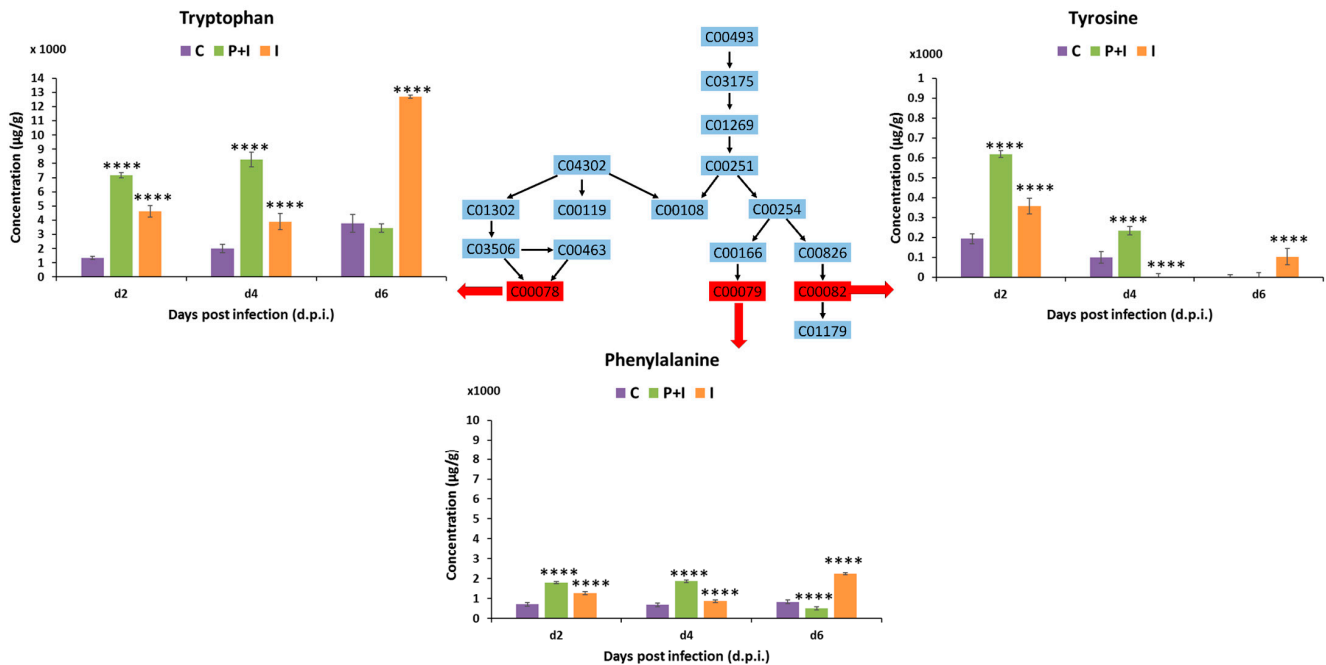 Tryptophan
x 1000
C P+I I
Concentration (µg/g)
14
13
12
11
10
9
8
7
6
5
4
3
2
1
0
**** **** **** **** ****
d2 d4 d6
Days post infection (d.p.i.)
C00493
C03175
C01269
C04302 C00251
C01302 C00119 C00108 C00254
C03506 C00463 C00166 C00826
C00078 C00079 C00082
C01179
Tyrosine
x1000
C P+I I
Concentration (µg/g)
1
0.9
0.8
0.7
0.6
0.5
0.4
0.3
0.2
0.1
0
**** **** **** **** ****
d2 d4 d6
Days post infection (d.p.i.)
Phenylalanine
x1000
C P+I I
Concentration (µg/g)
10
9
8
7
6
5
4
3
2
1
0
**** **** **** **** **** ****
d2 d4 d6
Days post infection (d.p.i.)